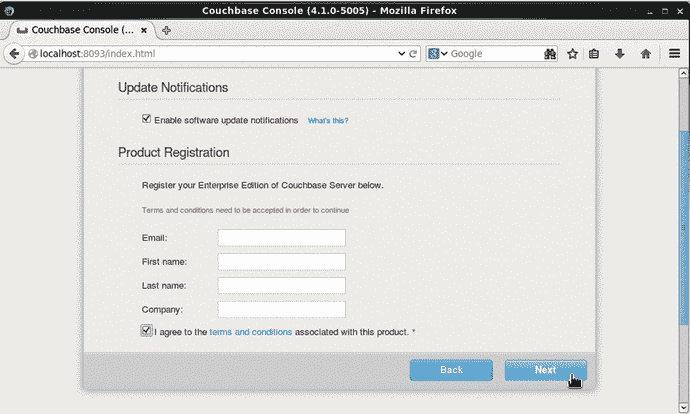 Couchbase Console (4.1.0-5005) - Mozilla Firefox
Couchbase Console (...
localhost:8093/index.html
Google
Update Notifications
Enable software update notifications What's this?
Product Registration
Register your Enterprise Edition of Couchbase Server below.
Terms and conditions need to be accepted in order to continue
Email:
First name:
Last name:
Company:
I agree to the terms and conditions associated with this product. *
Back Next